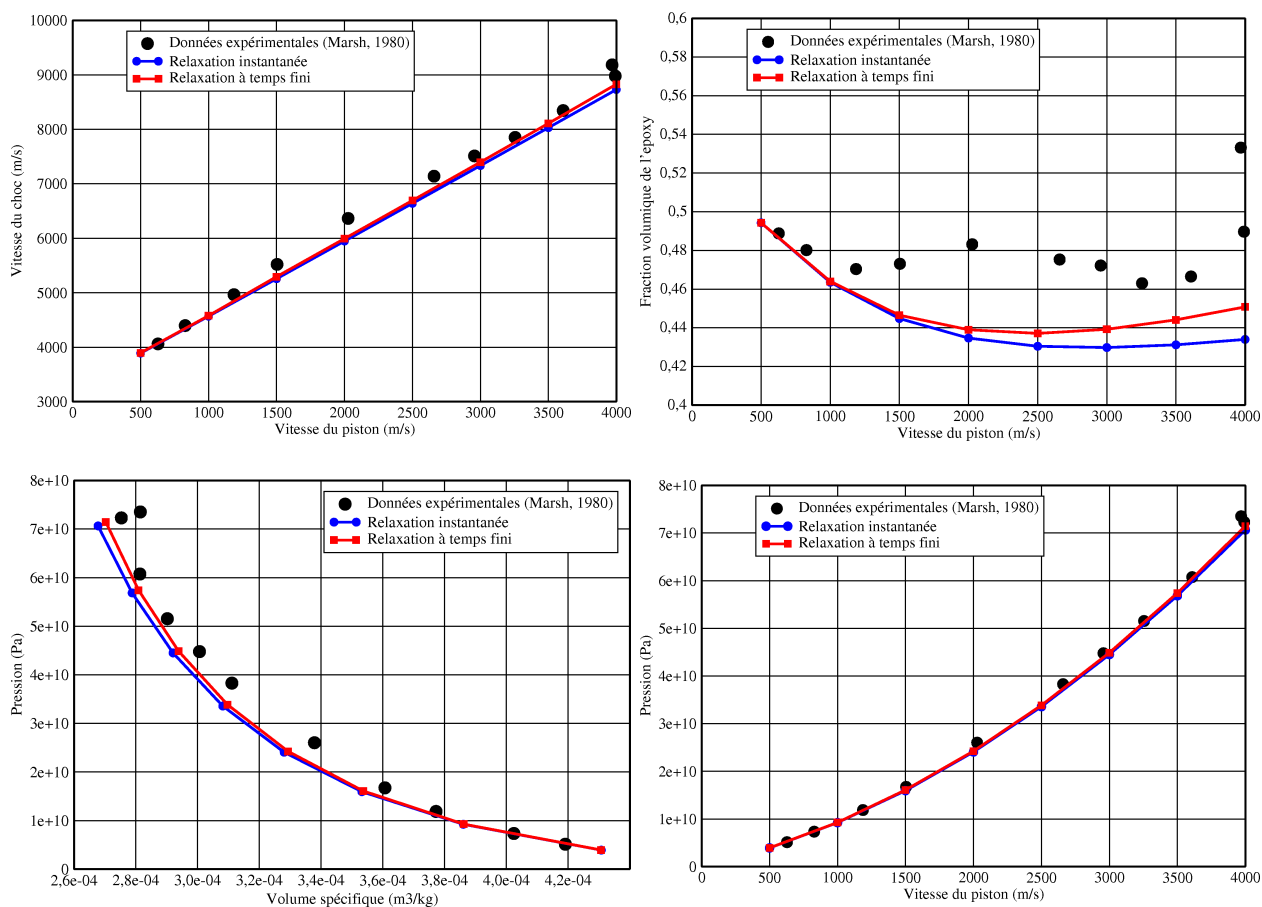 10000
9000
8000
7000
6000
5000
4000
3000
Vitesse du choc (m/s)
Données expérimentales (Marsh, 1980)
Relaxation instantanée
Relaxation à temps fini
0 500 1000 1500 2000 2500 3000 3500 4000
Vitesse du piston (m/s)
0,6
0,58
0,56
0,54
0,52
0,5
0,48
0,46
0,44
0,42
0,4
Fraction volumique de l'epoxy
Données expérimentales (Marsh, 1980)
Relaxation instantanée
Relaxation à temps fini
0 500 1000 1500 2000 2500 3000 3500 4000
Vitesse du piston (m/s)
8e+10
7e+10
6e+10
5e+10
4e+10
3e+10
2e+10
1e+10
0
Pression (Pa)
Données expérimentales (Marsh, 1980)
Relaxation instantanée
Relaxation à temps fini
2,6e-04 2,8e-04 3,0e-04 3,2e-04 3,4e-04 3,6e-04 3,8e-04 4,0e-04 4,2e-04
Volume spécifique (m3/kg)
8e+10
7e+10
6e+10
5e+10
4e+10
3e+10
2e+10
1e+10
0
Pression (Pa)
Données expérimentales (Marsh, 1980)
Relaxation instantanée
Relaxation à temps fini
0 500 1000 1500 2000 2500 3000 3500 4000
Vitesse du piston (m/s)